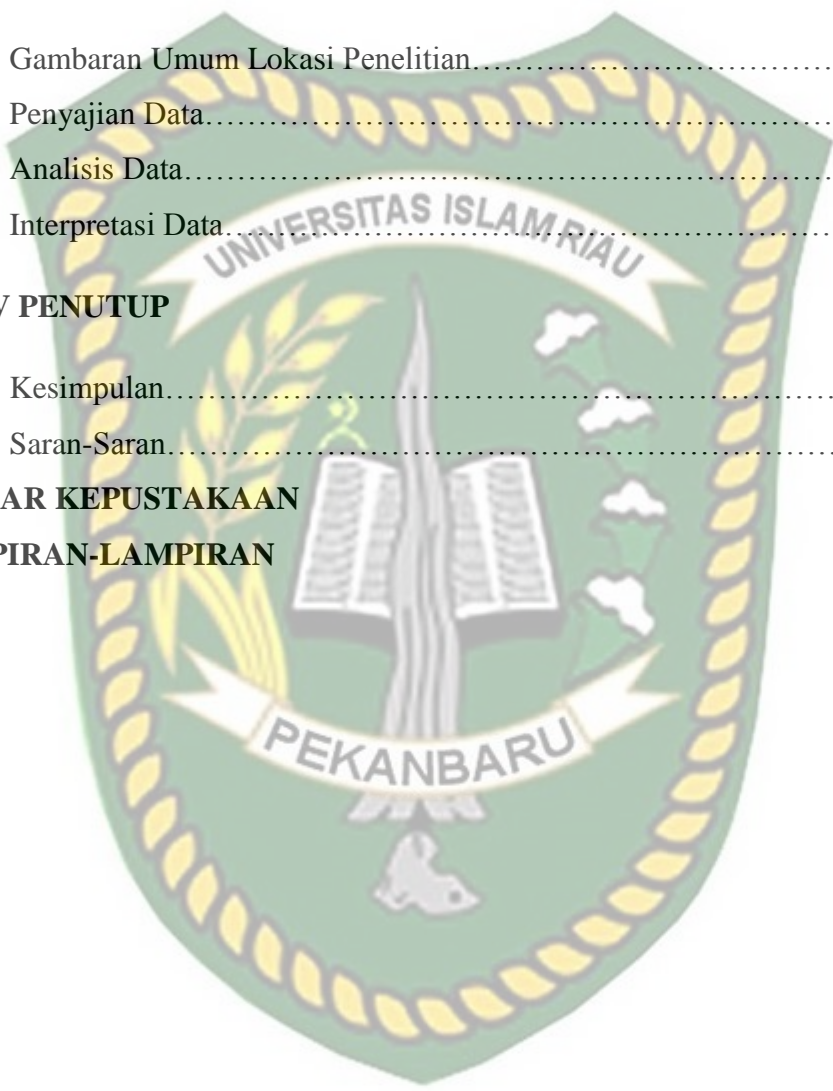 Gambaran Umum Lokasi Penelitian……………………………
Penyajian Data……………………………………………………
Analisis Data………………………………………………………
Interpretasi Data…………………………………………………
UNIVERSITAS ISLAM RIAU
V PENUTUP
Kesimpulan…………………………………………………………
Saran-Saran…………………………………………………………
AR KEPUSTAKAAN
PIRAN-LAMPIRAN
PEKANBARU